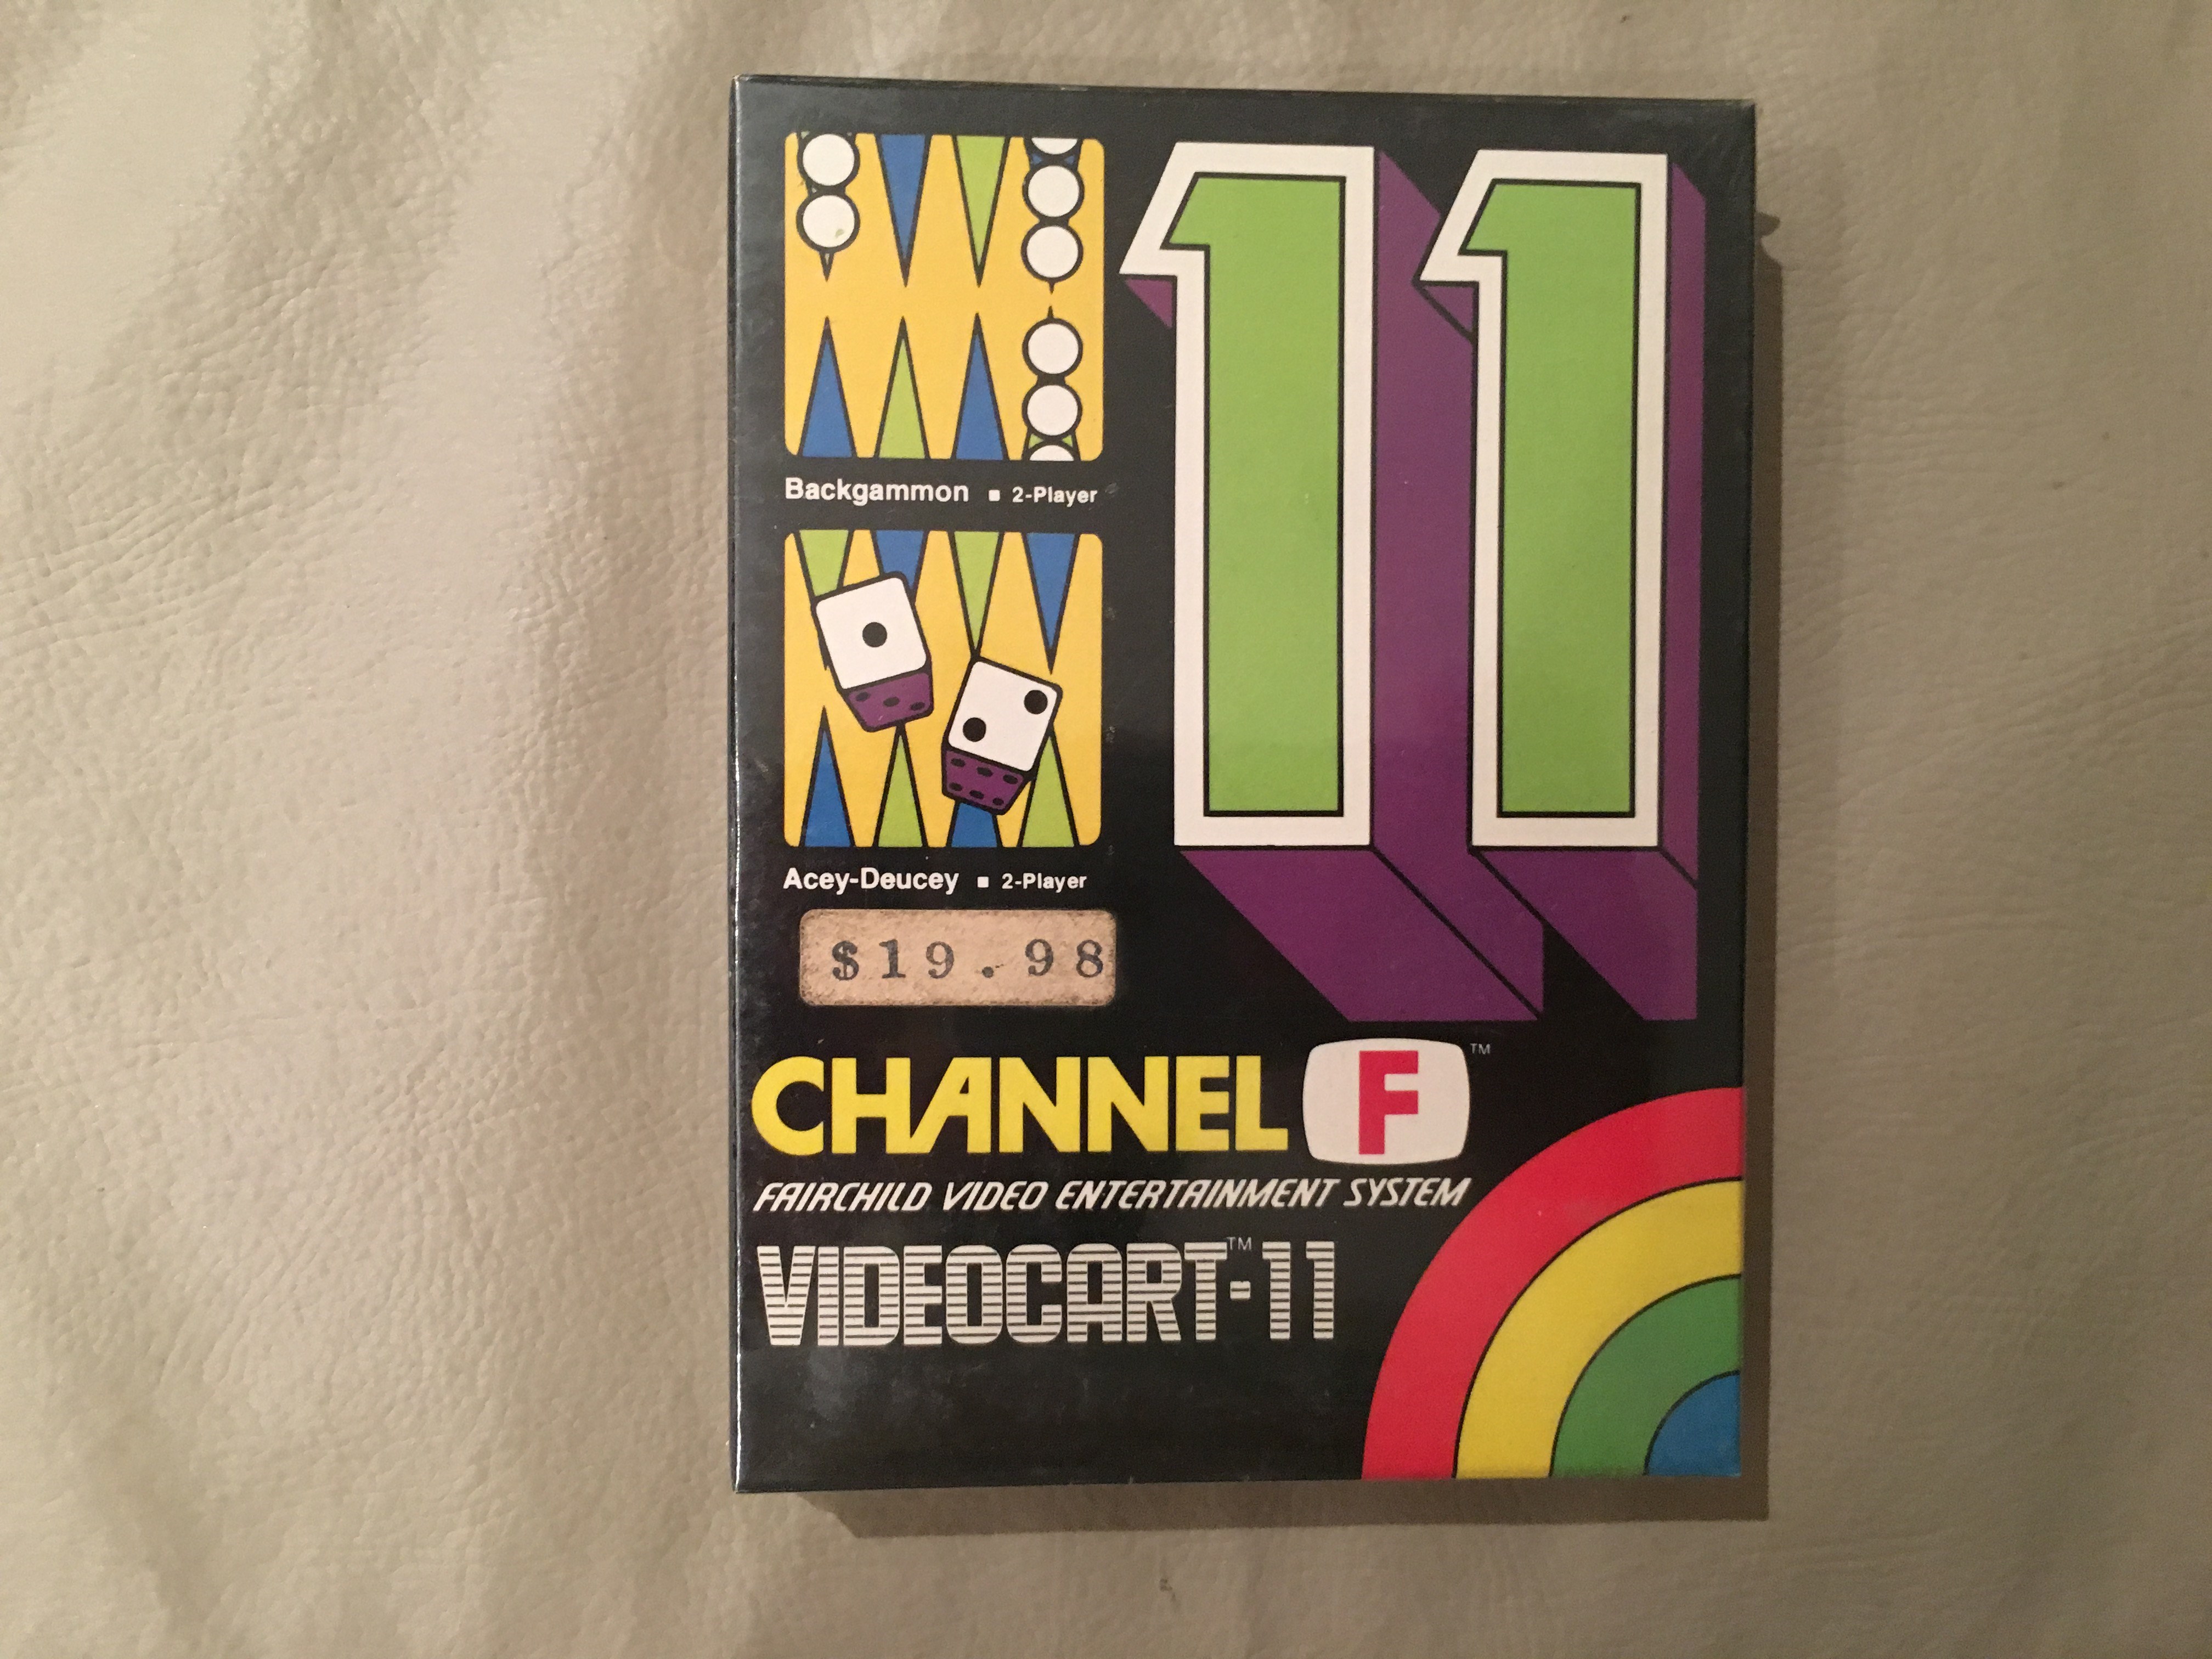 11
Backgammon ▪ 2-Player
Acey-Deucey ▪ 2-Player
$19.98
CHANNEL F™
FAIRCHILD VIDEO ENTERTAINMENT SYSTEM
VIDEOCART™-11